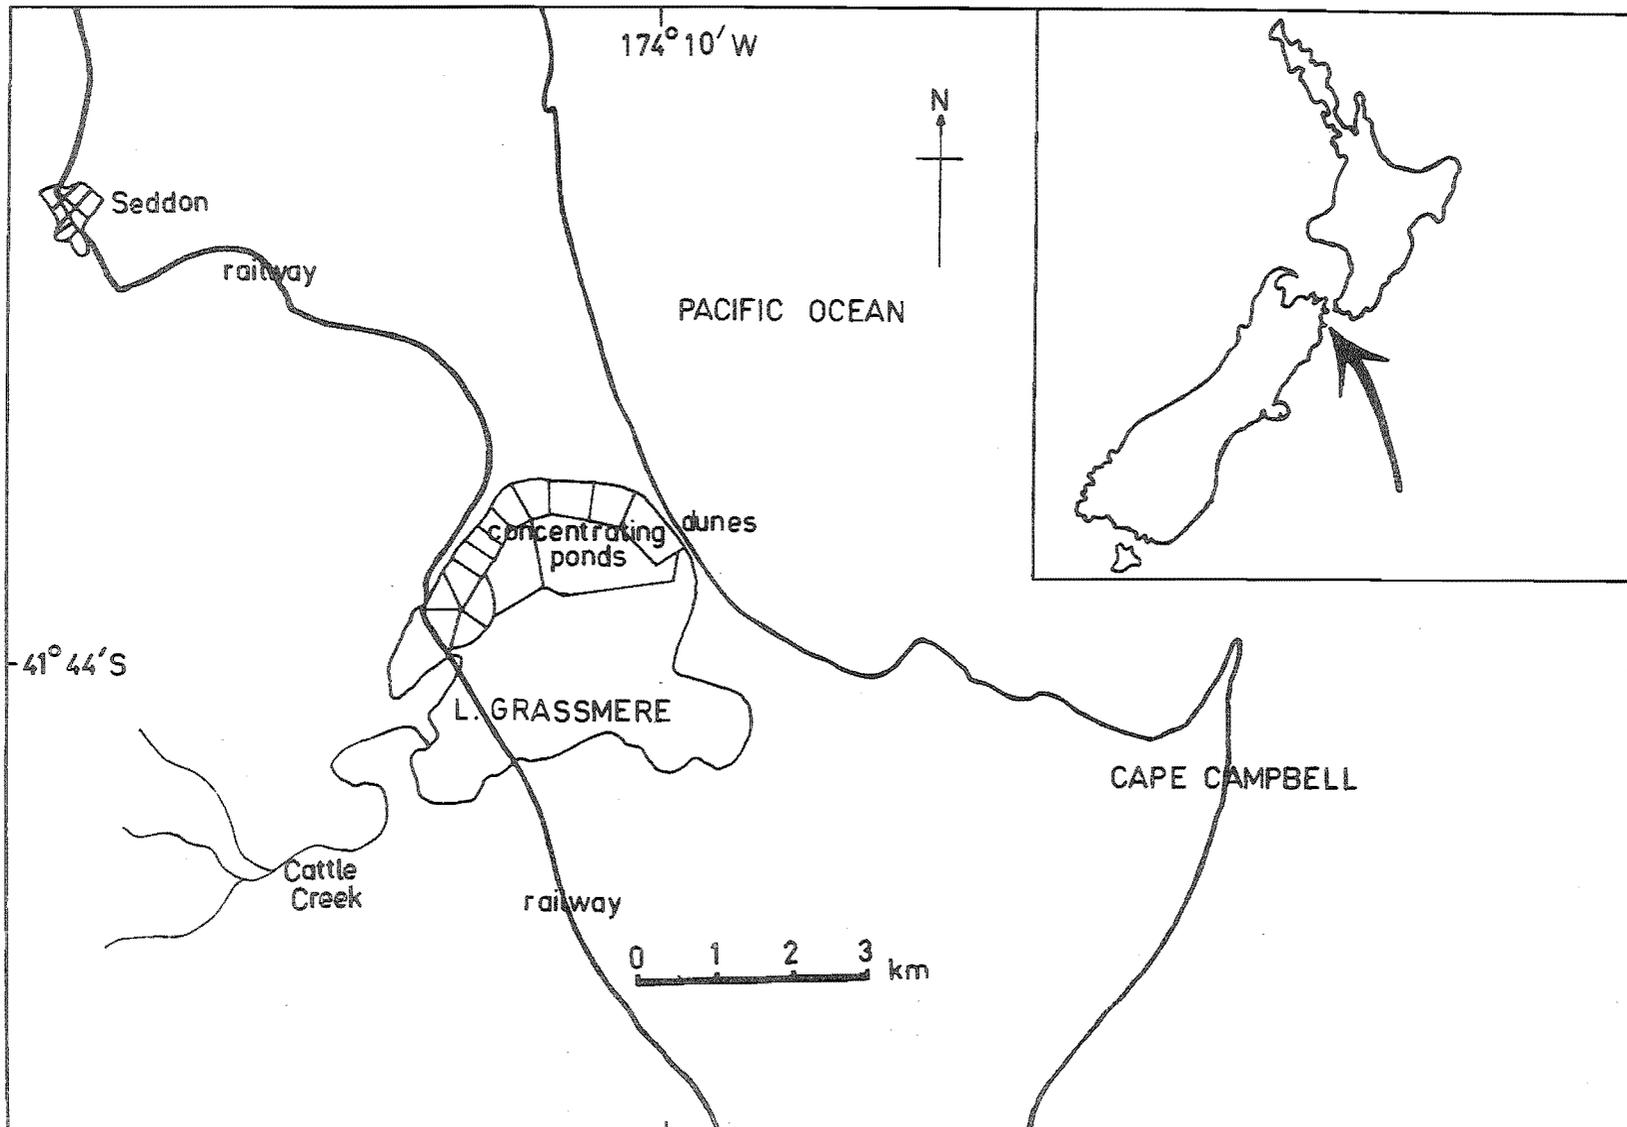 174°10'W
N
Seddon
railway
PACIFIC OCEAN
dunes
concentrating
ponds
41°44'S
L. GRASSMERE
CAPE CAMPBELL
Cattle
Creek
railway
0 1 2 3 km